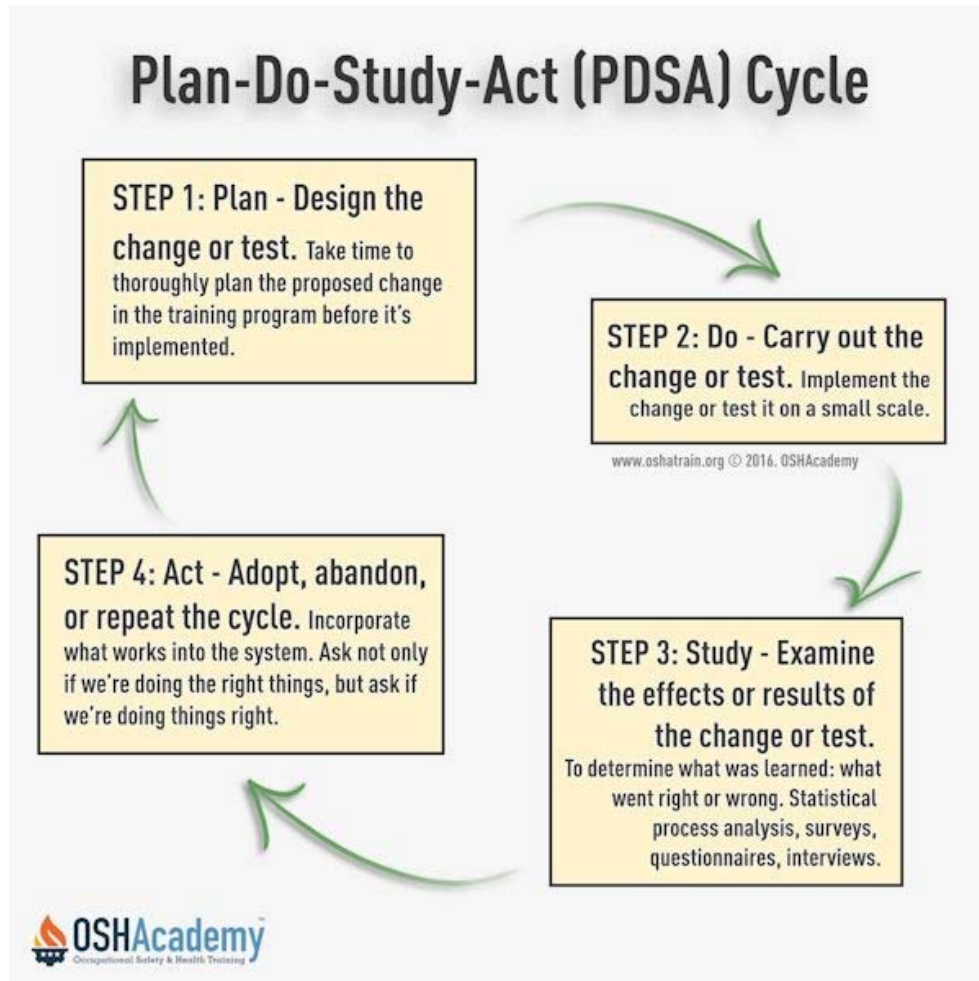 Plan-Do-Study-Act (PDSA) Cycle
STEP 1: Plan - Design the
change or test. Take time to
thoroughly plan the proposed change
in the training program before it's
implemented.
STEP 2: Do - Carry out the
change or test. Implement the
change or test it on a small scale.
www.oshatrain.org © 2016. OSHAcademy
STEP 3: Study - Examine
the effects or results of
the change or test.
To determine what was learned: what
went right or wrong. Statistical
process analysis, surveys,
questionnaires, interviews.
STEP 4: Act - Adopt, abandon,
or repeat the cycle. Incorporate
what works into the system. Ask not only
if we're doing the right things, but ask if
we're doing things right.
OSHAcademy
Occupational Safety & Health Training